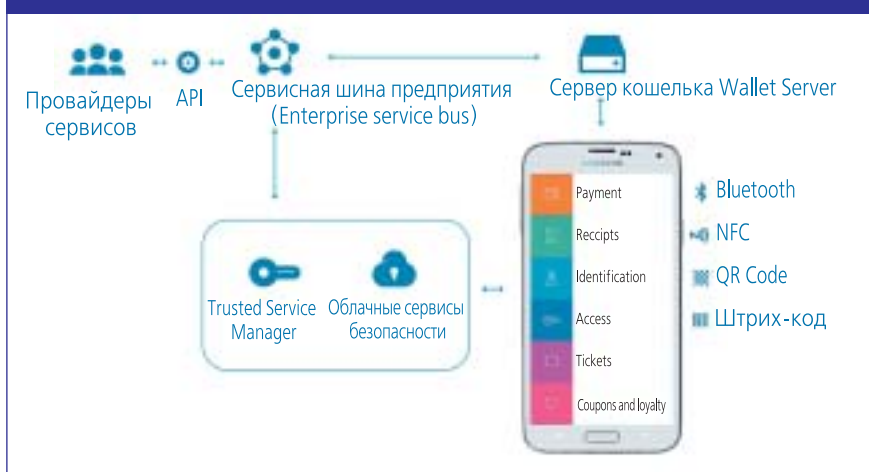 Провайдеры
сервисов
API
Сервисная шина предприятия
(Enterprise service bus)
Сервер кошелька Wallet Server
Trusted Service
Manager
Облачные сервисы
безопасности
SAMSUNG
Payment
Reccipts
Identification
Access
Tickets
Coupons and loyalty
Bluetooth
NFC
QR Code
Штрих-код